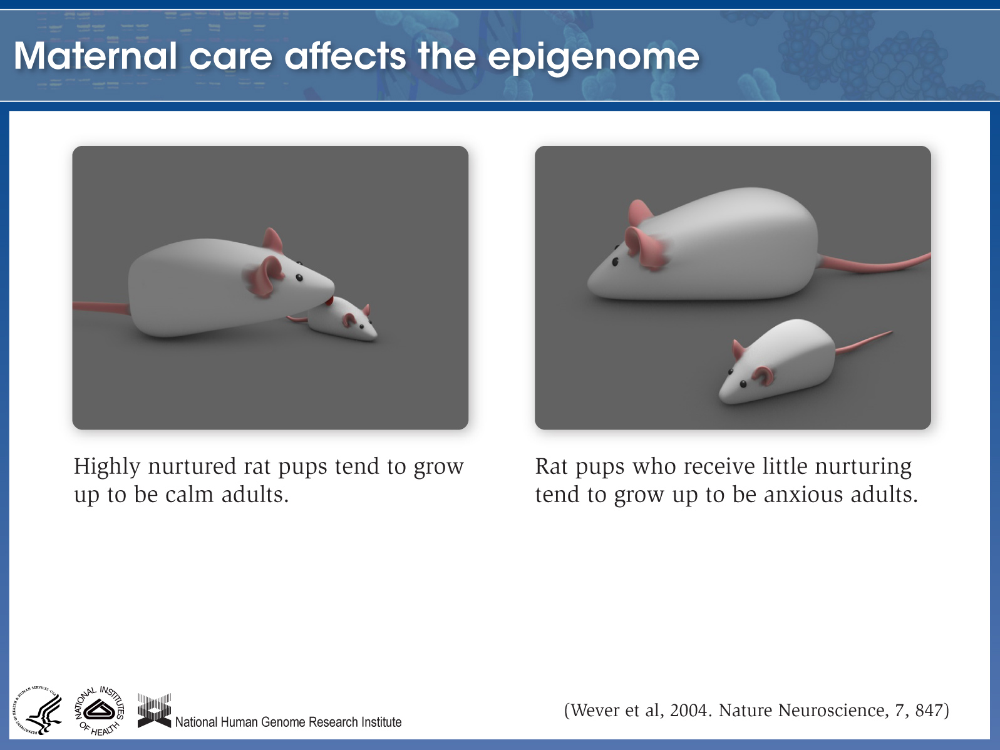 Maternal care affects the epigenome
Highly nurtured rat pups tend to grow
up to be calm adults.
Rat pups who receive little nurturing
tend to grow up to be anxious adults.
DEPARTMENT OF HEALTH & HUMAN SERVICES·USA
NATIONAL INSTITUTES
OF HEALTH
National Human Genome Research Institute
(Wever et al, 2004. Nature Neuroscience, 7, 847)